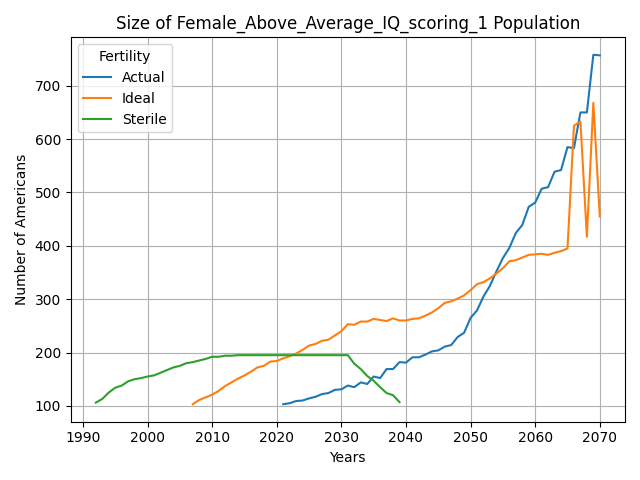 Size of Female_Above_Average_IQ_scoring_1 Population
Fertility
Actual
Ideal
Sterile
Number of Americans
700
600
500
400
300
200
100
1990 2000 2010 2020 2030 2040 2050 2060 2070
Years